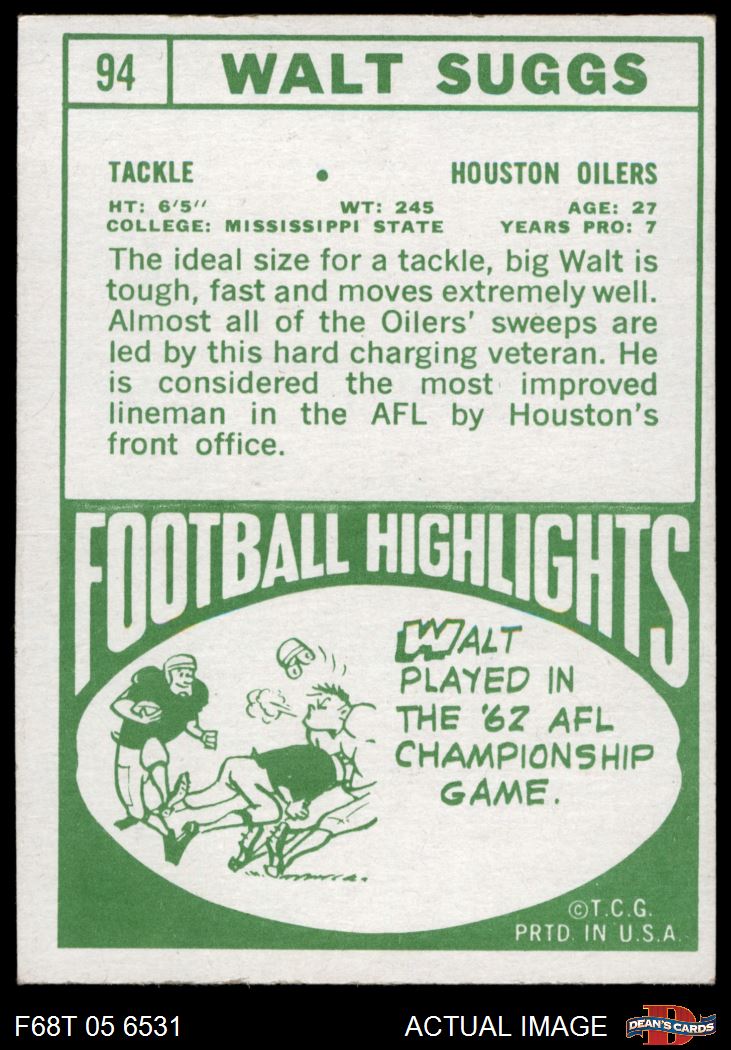 94 WALT SUGGS
TACKLE • HOUSTON OILERS
HT: 6'5'' WT: 245 AGE: 27
COLLEGE: MISSISSIPPI STATE YEARS PRO: 7
The ideal size for a tackle, big Walt is
tough, fast and moves extremely well.
Almost all of the Oilers' sweeps are
led by this hard charging veteran. He
is considered the most improved
lineman in the AFL by Houston's
front office.
FOOTBALL HIGHLIGHTS
WALT
PLAYED IN
THE '62 AFL
CHAMPIONSHIP
GAME.
©T.C.G.
PRTD. IN U.S.A.
F68T 05 6531 ACTUAL IMAGE D DEAN'S CARDS